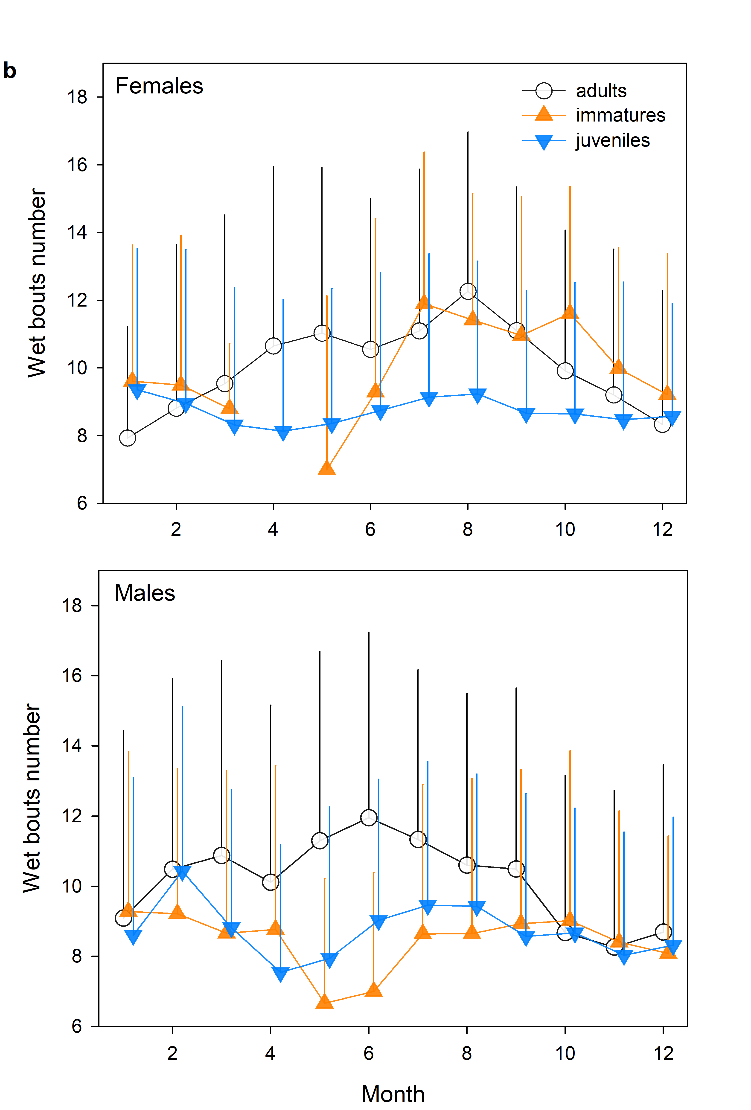 b
Females
adults
immatures
juveniles
18
16
14
12
10
8
6
Wet bouts number
2 4 6 8 10 12
Males
18
16
14
12
10
8
6
Wet bouts number
2 4 6 8 10 12
Month